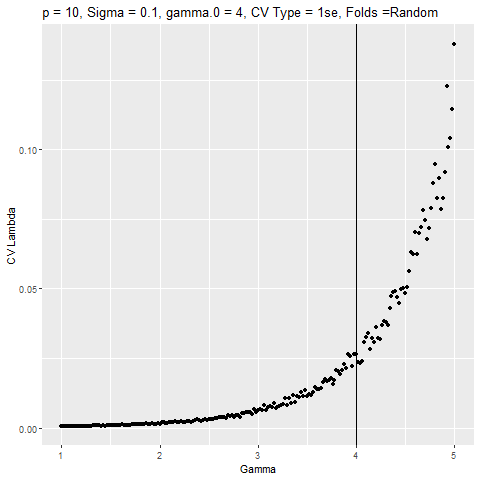 p = 10, Sigma = 0.1, gamma.0 = 4, CV Type = 1se, Folds =Random
0.10
0.05
0.00
CV Lambda
1 2 3 4 5
Gamma